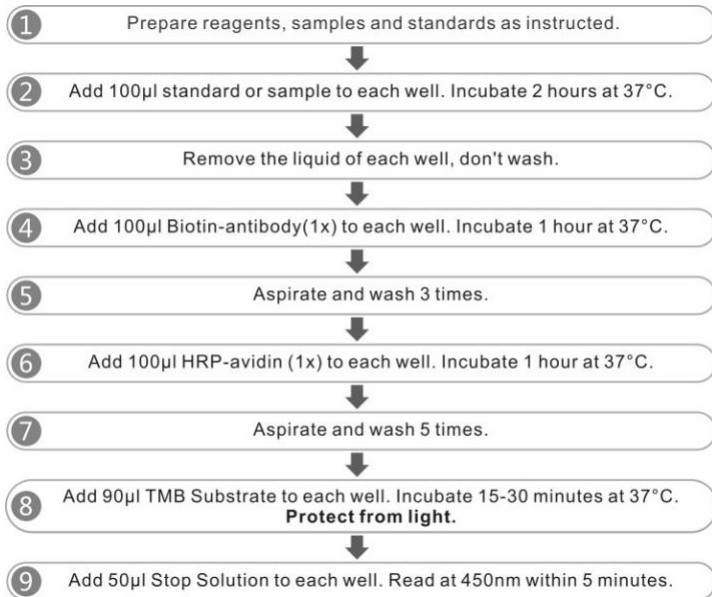 1 Prepare reagents, samples and standards as instructed.
2 Add 100μl standard or sample to each well. Incubate 2 hours at 37°C.
3 Remove the liquid of each well, don't wash.
4 Add 100μl Biotin-antibody(1x) to each well. Incubate 1 hour at 37°C.
5 Aspirate and wash 3 times.
6 Add 100μl HRP-avidin (1x) to each well. Incubate 1 hour at 37°C.
7 Aspirate and wash 5 times.
8 Add 90μl TMB Substrate to each well. Incubate 15-30 minutes at 37°C.
Protect from light.
9 Add 50μl Stop Solution to each well. Read at 450nm within 5 minutes.